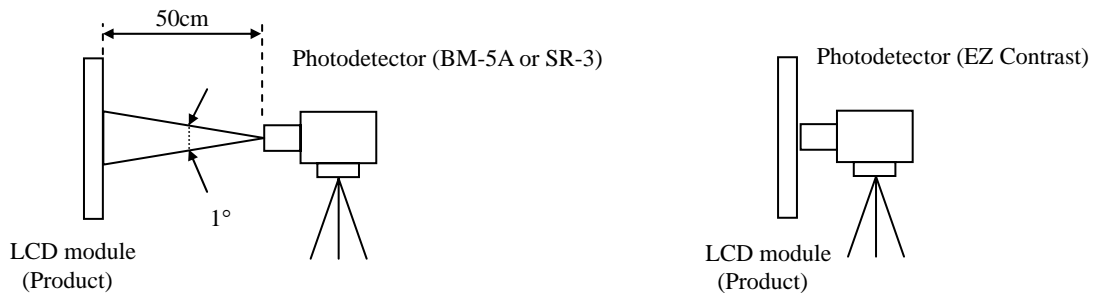 50cm
Photodetector (BM-5A or SR-3)
1°
LCD module
(Product)
Photodetector (EZ Contrast)
LCD module
(Product)